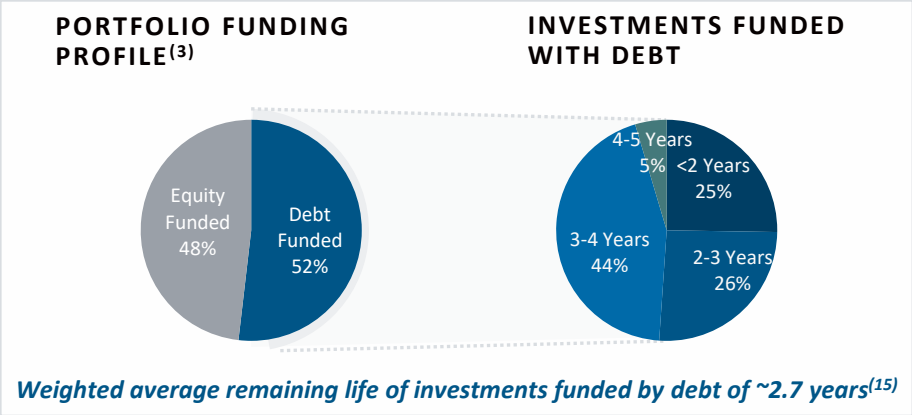 PORTFOLIO FUNDING
PROFILE(3)
INVESTMENTS FUNDED
WITH DEBT
Equity
Funded
48%
Debt
Funded
52%
4-5 Years
5%
<2 Years
25%
3-4 Years
44%
2-3 Years
26%
Weighted average remaining life of investments funded by debt of ~2.7 years(15)